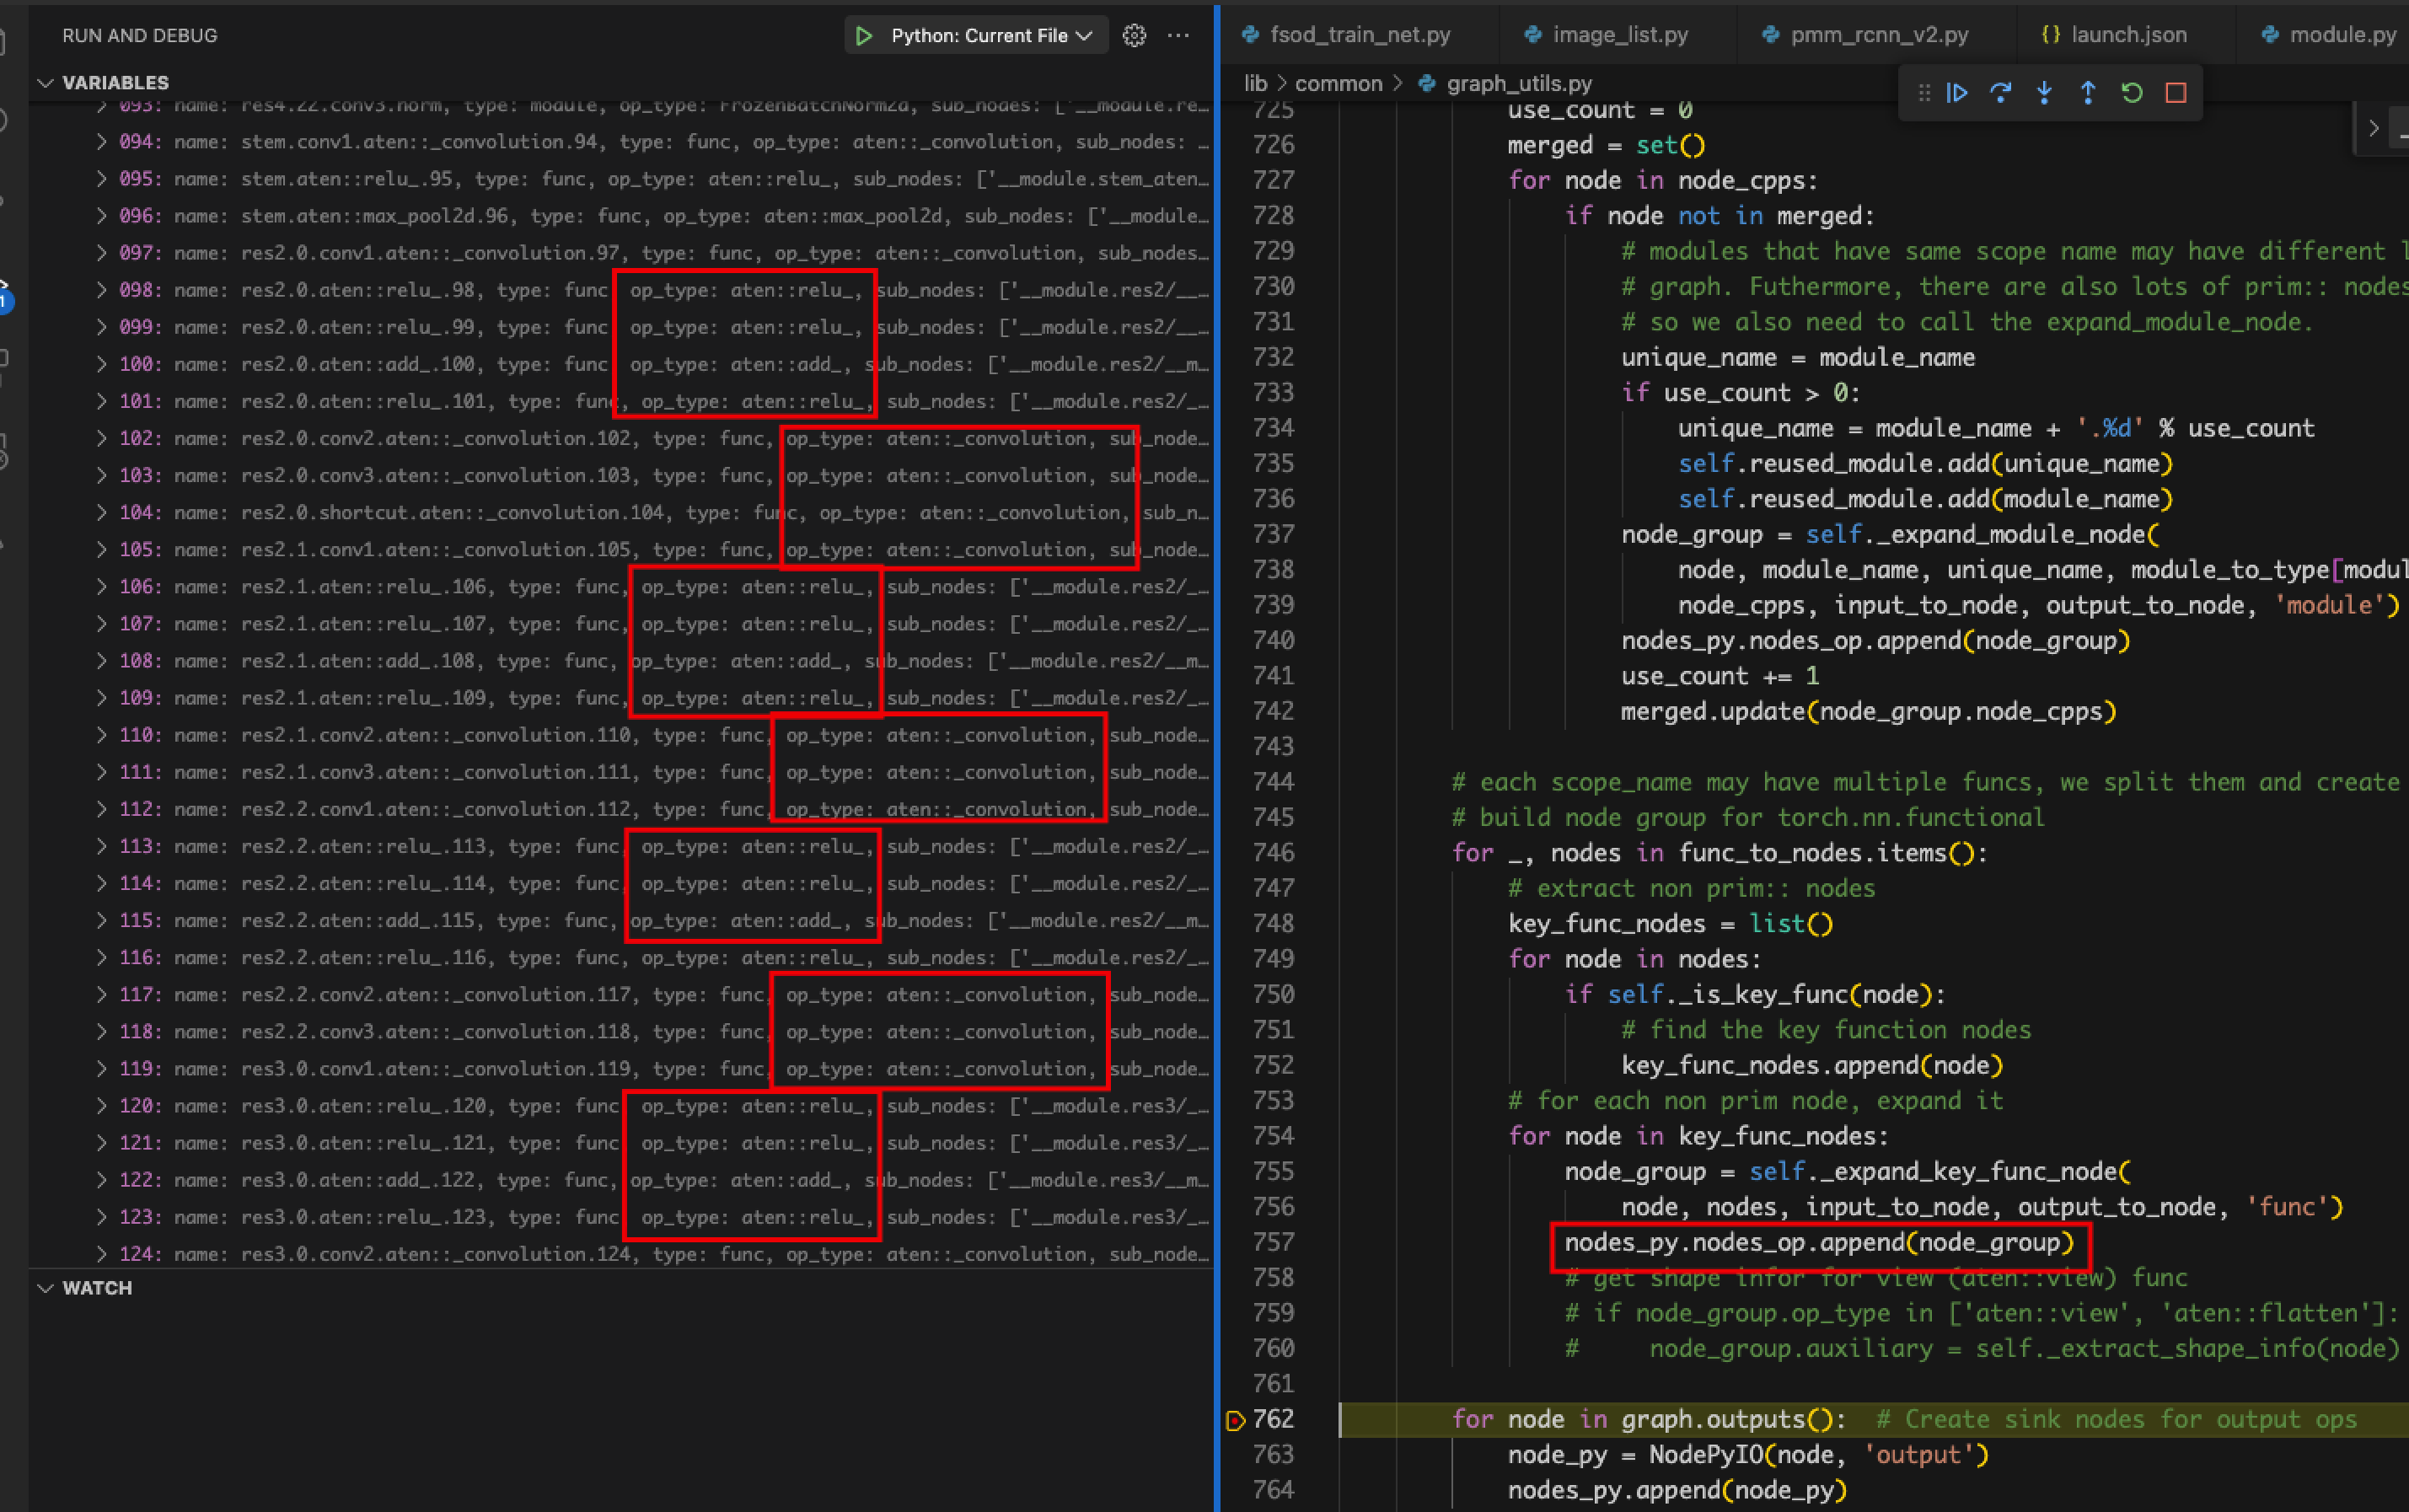 RUN AND DEBUG
Python: Current File
VARIABLES
093: name: res4.22.conv3.norm, type: module, op_type: FrozenBatchNorm2d, sub_nodes: ['__module.re…
094: name: stem.conv1.aten::_convolution.94, type: func, op_type: aten::_convolution, sub_nodes: …
095: name: stem.aten::relu_.95, type: func, op_type: aten::relu_, sub_nodes: ['__module.stem_aten…
096: name: stem.aten::max_pool2d.96, type: func, op_type: aten::max_pool2d, sub_nodes: ['__module…
097: name: res2.0.conv1.aten::_convolution.97, type: func, op_type: aten::_convolution, sub_nodes…
098: name: res2.0.aten::relu_.98, type: func, op_type: aten::relu_, sub_nodes: ['__module.res2/__…
099: name: res2.0.aten::relu_.99, type: func, op_type: aten::relu_, sub_nodes: ['__module.res2/__…
100: name: res2.0.aten::add_.100, type: func, op_type: aten::add_, sub_nodes: ['__module.res2/__m…
101: name: res2.0.aten::relu_.101, type: func, op_type: aten::relu_, sub_nodes: ['__module.res2/_…
102: name: res2.0.conv2.aten::_convolution.102, type: func, op_type: aten::_convolution, sub_node…
103: name: res2.0.conv3.aten::_convolution.103, type: func, op_type: aten::_convolution, sub_node…
104: name: res2.0.shortcut.aten::_convolution.104, type: func, op_type: aten::_convolution, sub_n…
105: name: res2.1.conv1.aten::_convolution.105, type: func, op_type: aten::_convolution, sub_node…
106: name: res2.1.aten::relu_.106, type: func, op_type: aten::relu_, sub_nodes: ['__module.res2/_…
107: name: res2.1.aten::relu_.107, type: func, op_type: aten::relu_, sub_nodes: ['__module.res2/_…
108: name: res2.1.aten::add_.108, type: func, op_type: aten::add_, sub_nodes: ['__module.res2/__m…
109: name: res2.1.aten::relu_.109, type: func, op_type: aten::relu_, sub_nodes: ['__module.res2/_…
110: name: res2.1.conv2.aten::_convolution.110, type: func, op_type: aten::_convolution, sub_node…
111: name: res2.1.conv3.aten::_convolution.111, type: func, op_type: aten::_convolution, sub_node…
112: name: res2.2.conv1.aten::_convolution.112, type: func, op_type: aten::_convolution, sub_node…
113: name: res2.2.aten::relu_.113, type: func, op_type: aten::relu_, sub_nodes: ['__module.res2/_…
114: name: res2.2.aten::relu_.114, type: func, op_type: aten::relu_, sub_nodes: ['__module.res2/_…
115: name: res2.2.aten::add_.115, type: func, op_type: aten::add_, sub_nodes: ['__module.res2/__m…
116: name: res2.2.aten::relu_.116, type: func, op_type: aten::relu_, sub_nodes: ['__module.res2/_…
117: name: res2.2.conv2.aten::_convolution.117, type: func, op_type: aten::_convolution, sub_node…
118: name: res2.2.conv3.aten::_convolution.118, type: func, op_type: aten::_convolution, sub_node…
119: name: res3.0.conv1.aten::_convolution.119, type: func, op_type: aten::_convolution, sub_node…
120: name: res3.0.aten::relu_.120, type: func, op_type: aten::relu_, sub_nodes: ['__module.res3/_…
121: name: res3.0.aten::relu_.121, type: func, op_type: aten::relu_, sub_nodes: ['__module.res3/_…
122: name: res3.0.aten::add_.122, type: func, op_type: aten::add_, sub_nodes: ['__module.res3/__m…
123: name: res3.0.aten::relu_.123, type: func, op_type: aten::relu_, sub_nodes: ['__module.res3/_…
124: name: res3.0.conv2.aten::_convolution.124, type: func, op_type: aten::_convolution, sub_node…
WATCH
1
fsod_train_net.py image_list.py pmm_rcnn_v2.py {} launch.json module.py
lib > common > graph_utils.py
725 use_count = 0
726 merged = set()
727 for node in node_cpps:
728 if node not in merged:
729 # modules that have same scope name may have different l
730 # graph. Futhermore, there are also lots of prim:: nodes
731 # so we also need to call the expand_module_node.
732 unique_name = module_name
733 if use_count > 0:
734 unique_name = module_name + '.%d' % use_count
735 self.reused_module.add(unique_name)
736 self.reused_module.add(module_name)
737 node_group = self._expand_module_node(
738 node, module_name, unique_name, module_to_type[modul
739 node_cpps, input_to_node, output_to_node, 'module')
740 nodes_py.nodes_op.append(node_group)
741 use_count += 1
742 merged.update(node_group.node_cpps)
743
744 # each scope_name may have multiple funcs, we split them and create
745 # build node group for torch.nn.functional
746 for _, nodes in func_to_nodes.items():
747 # extract non prim:: nodes
748 key_func_nodes = list()
749 for node in nodes:
750 if self._is_key_func(node):
751 # find the key function nodes
752 key_func_nodes.append(node)
753 # for each non prim node, expand it
754 for node in key_func_nodes:
755 node_group = self._expand_key_func_node(
756 node, nodes, input_to_node, output_to_node, 'func')
757 nodes_py.nodes_op.append(node_group)
758 # get shape infor for view (aten::view) func
759 # if node_group.op_type in ['aten::view', 'aten::flatten']:
760 # node_group.auxiliary = self._extract_shape_info(node)
761
762 for node in graph.outputs(): # Create sink nodes for output ops
763 node_py = NodePyIO(node, 'output')
764 nodes_py.append(node_py)